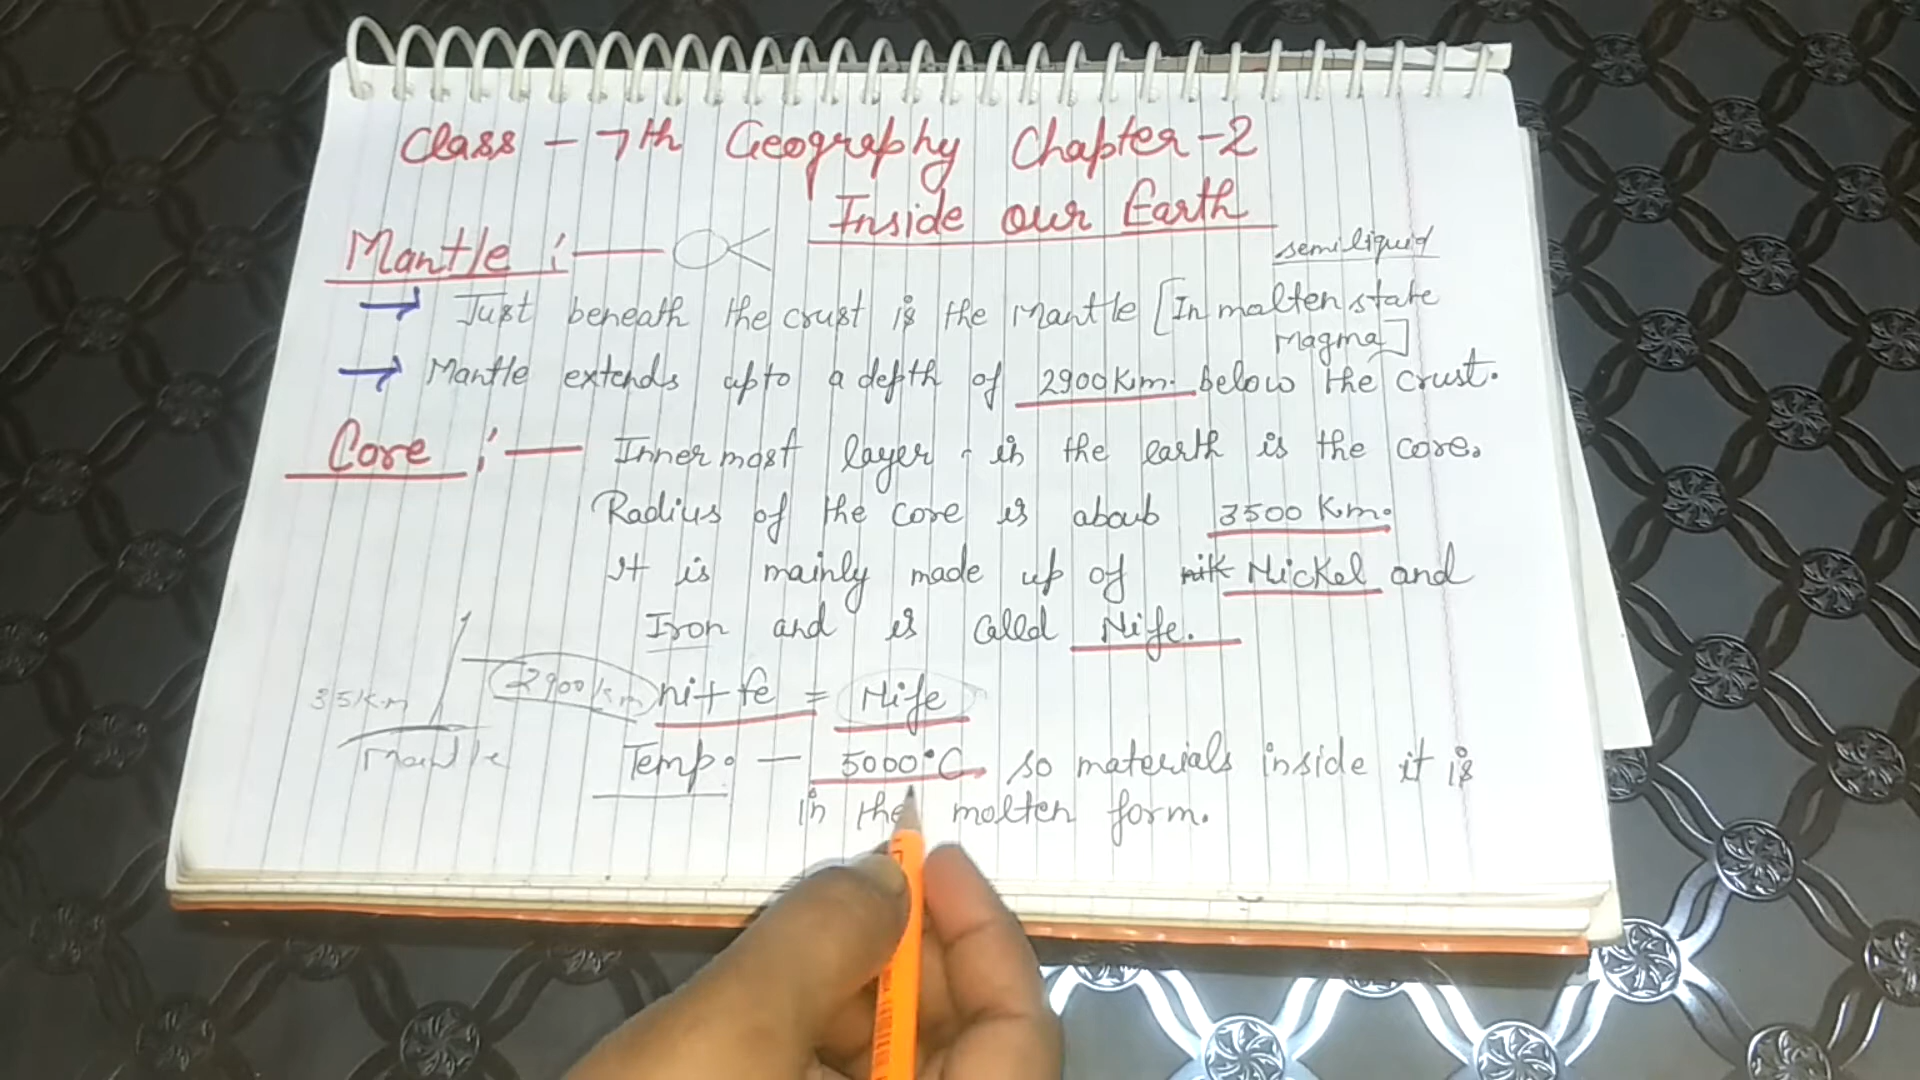 Class - 7th Geography Chapter-2
Inside our Earth
Mantle :—
semiliquid
→ Just beneath the crust is the Mantle [In molten state
Magma]
→ Mantle extends upto a depth of 2900 K.m. below the crust.
Core :— Inner most layer - in the earth is the core.
Radius of the core is about 3500 K.m.
It is mainly made up of nik Nickel and
Iron and is called Nife.
35 Km 2900 km ni + fe = Nife
Mantle
Temp. — 5000°C so materials inside it is
in the molten form.